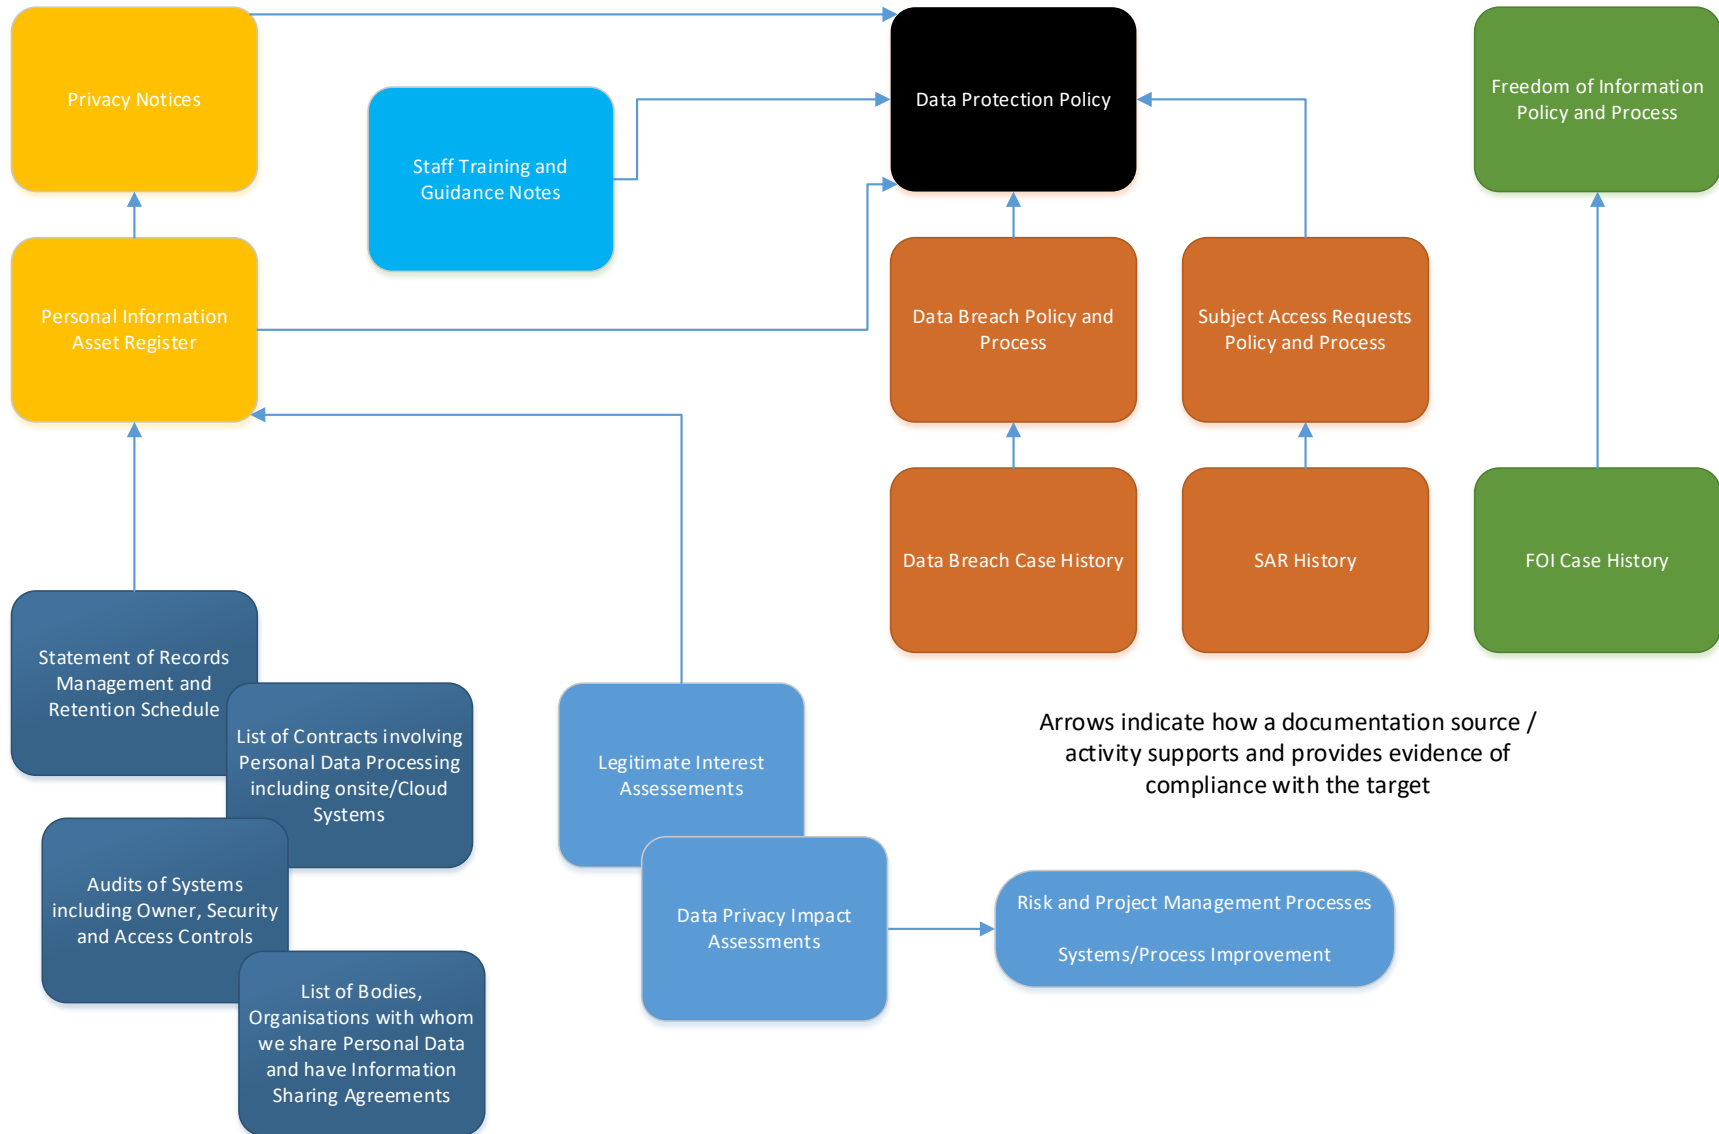 Privacy Notices
Data Protection Policy
Freedom of Information
Policy and Process
Staff Training and
Guidance Notes
Personal Information
Asset Register
Data Breach Policy and
Process
Subject Access Requests
Policy and Process
Data Breach Case History
SAR History
FOI Case History
Statement of Records
Management and
Retention Schedule
List of Contracts involving
Personal Data Processing
including onsite/Cloud
Systems
Audits of Systems
including Owner, Security
and Access Controls
List of Bodies,
Organisations with whom
we share Personal Data
and have Information
Sharing Agreements
Legitimate Interest
Assessements
Data Privacy Impact
Assessments
Arrows indicate how a documentation source /
activity supports and provides evidence of
compliance with the target
Risk and Project Management Processes
Systems/Process Improvement